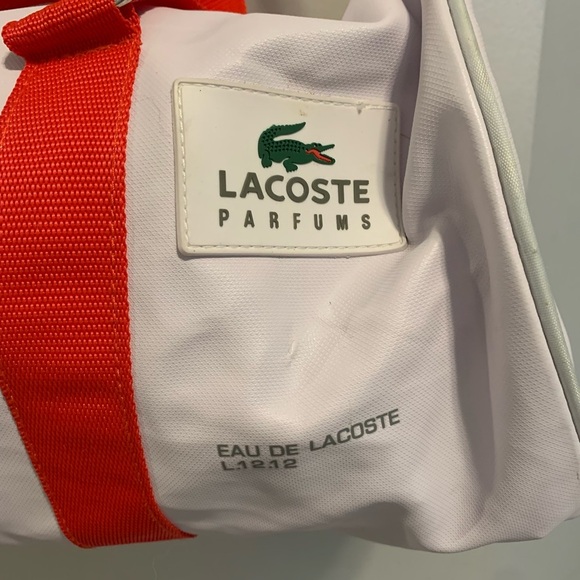 LACOSTE
PARFUMS
EAU DE LACOSTE
L.12.12